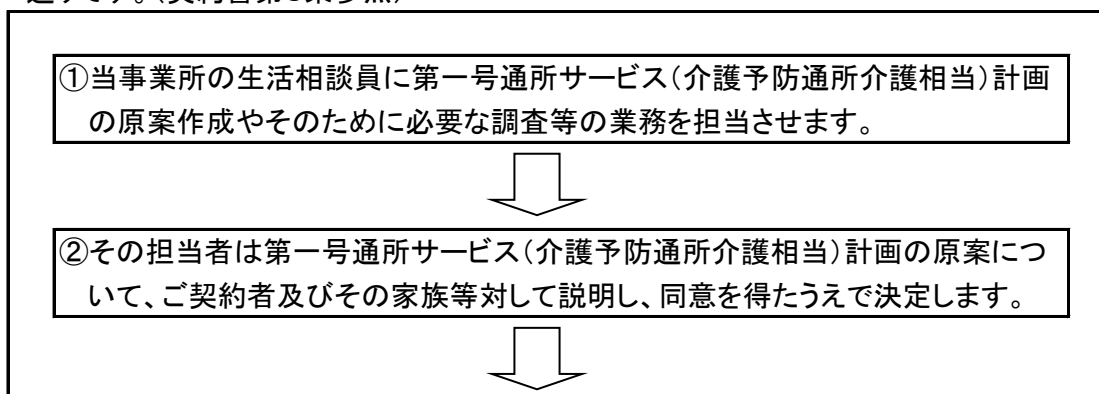 ①当事業所の生活相談員に第一号通所サービス(介護予防通所介護相当)計画
の原案作成やそのために必要な調査等の業務を担当させます。
②その担当者は第一号通所サービス(介護予防通所介護相当)計画の原案につ
いて、ご契約者及びその家族等対して説明し、同意を得たうえで決定します。